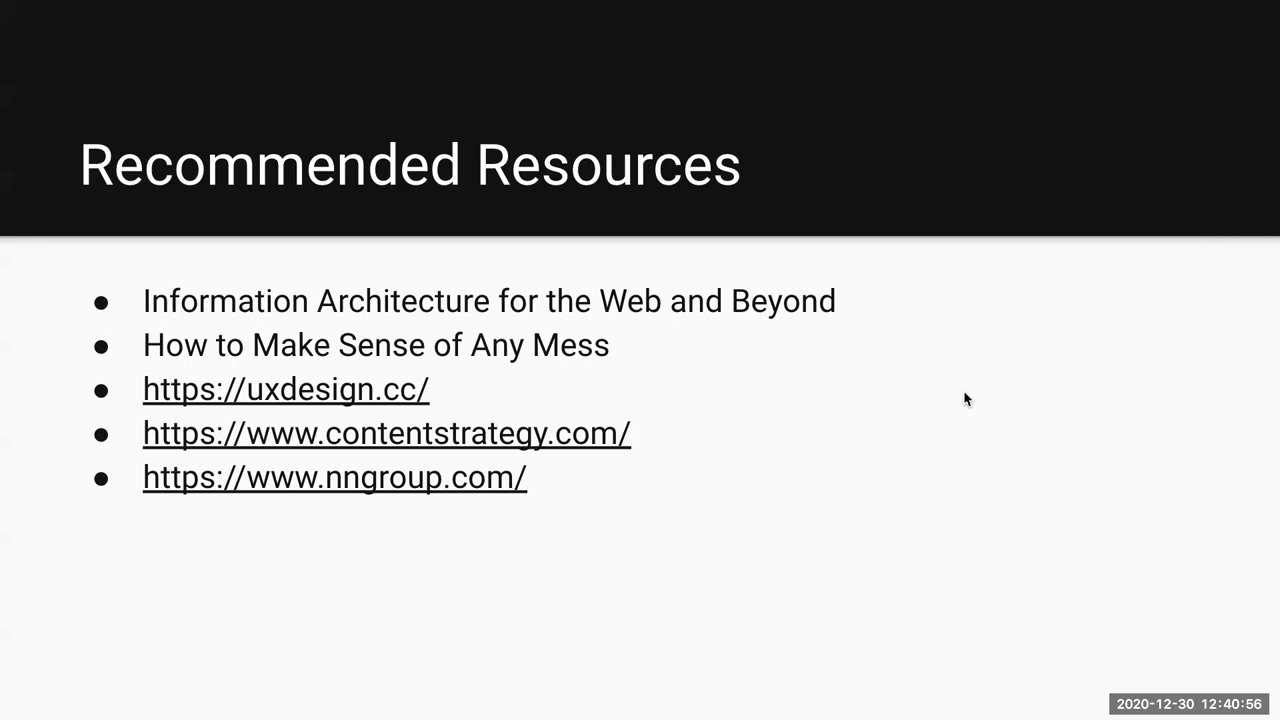 Recommended Resources
● Information Architecture for the Web and Beyond
● How to Make Sense of Any Mess
● https://uxdesign.cc/
● https://www.contentstrategy.com/
● https://www.nngroup.com/
2020-12-30 12:40:56